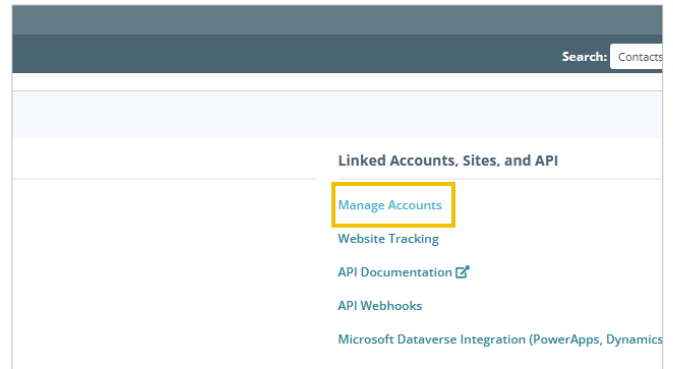 Search: Contacts
Linked Accounts, Sites, and API
Manage Accounts
Website Tracking
API Documentation
API Webhooks
Microsoft Dataverse Integration (PowerApps, Dynamics